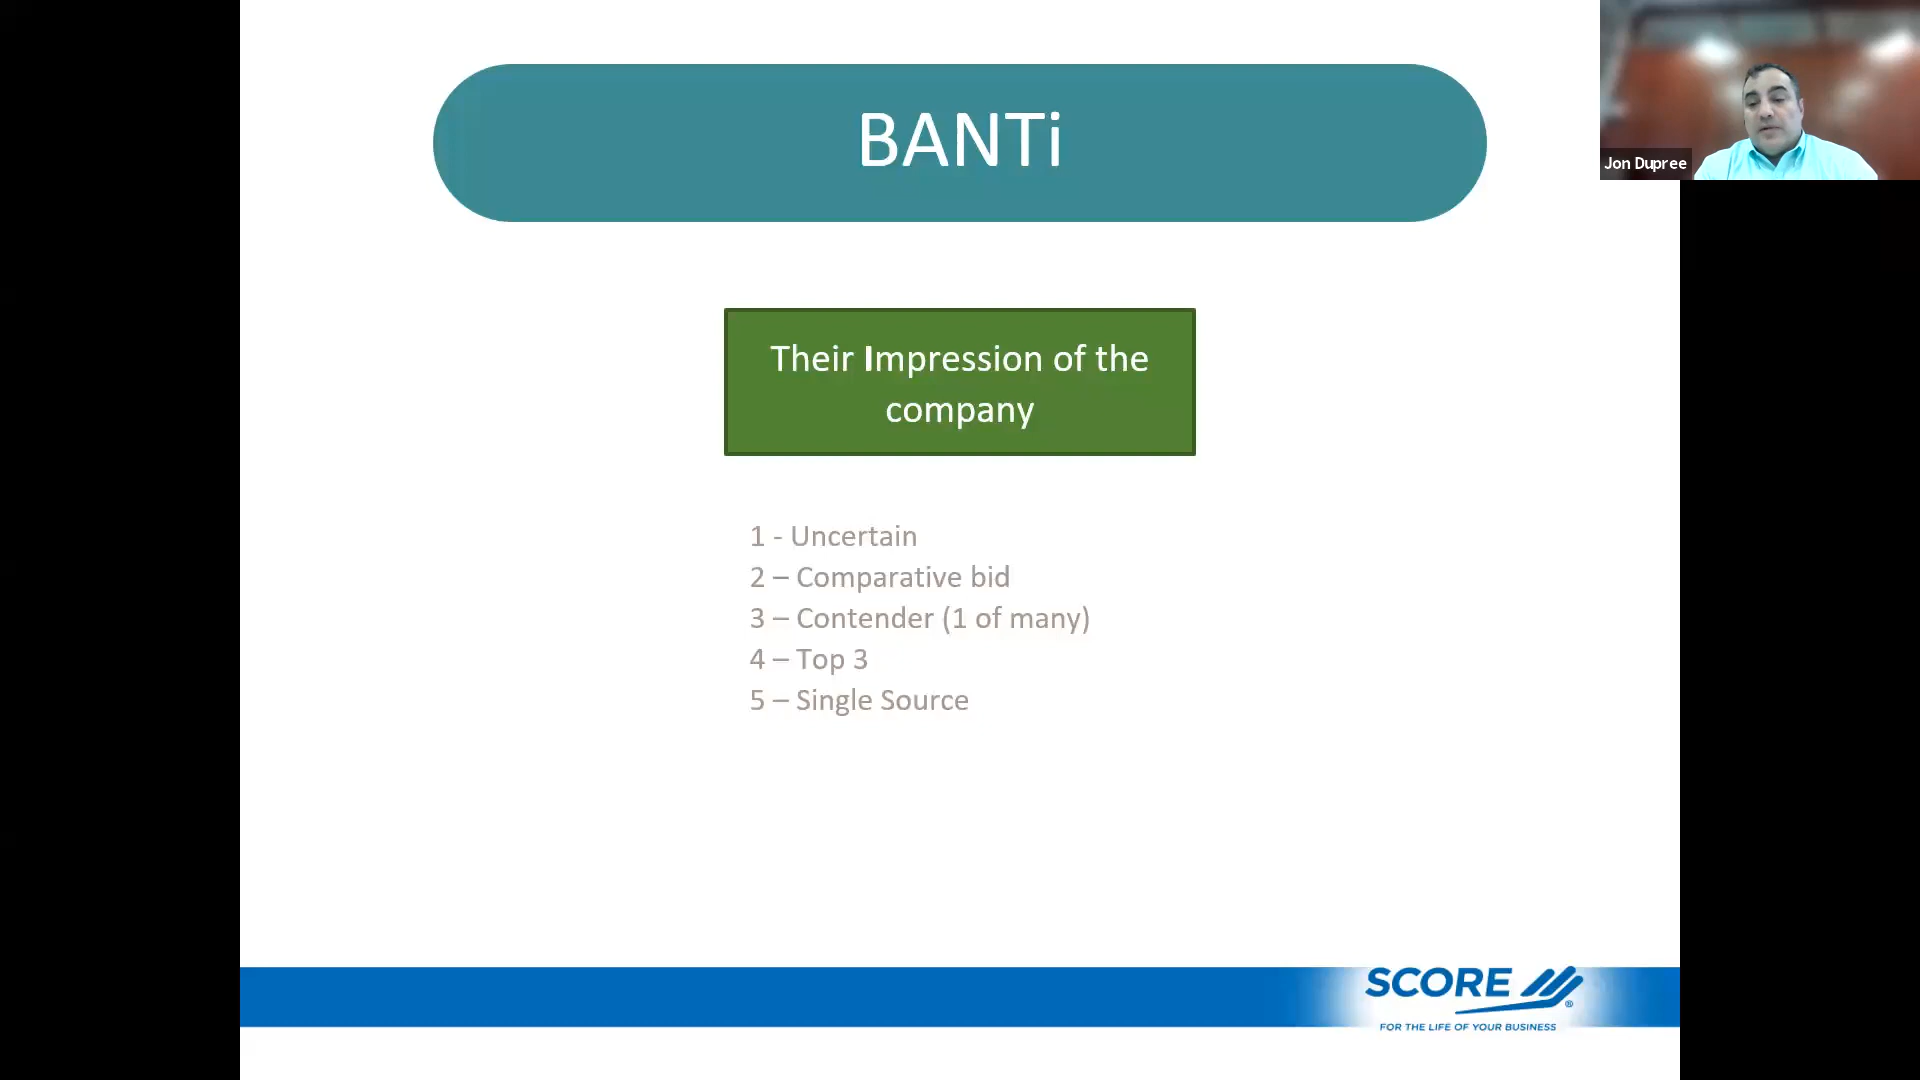 BANTi
Jon Dupree
Their Impression of the
company
1 - Uncertain
2 – Comparative bid
3 – Contender (1 of many)
4 – Top 3
5 – Single Source
SCORE
®
FOR THE LIFE OF YOUR BUSINESS